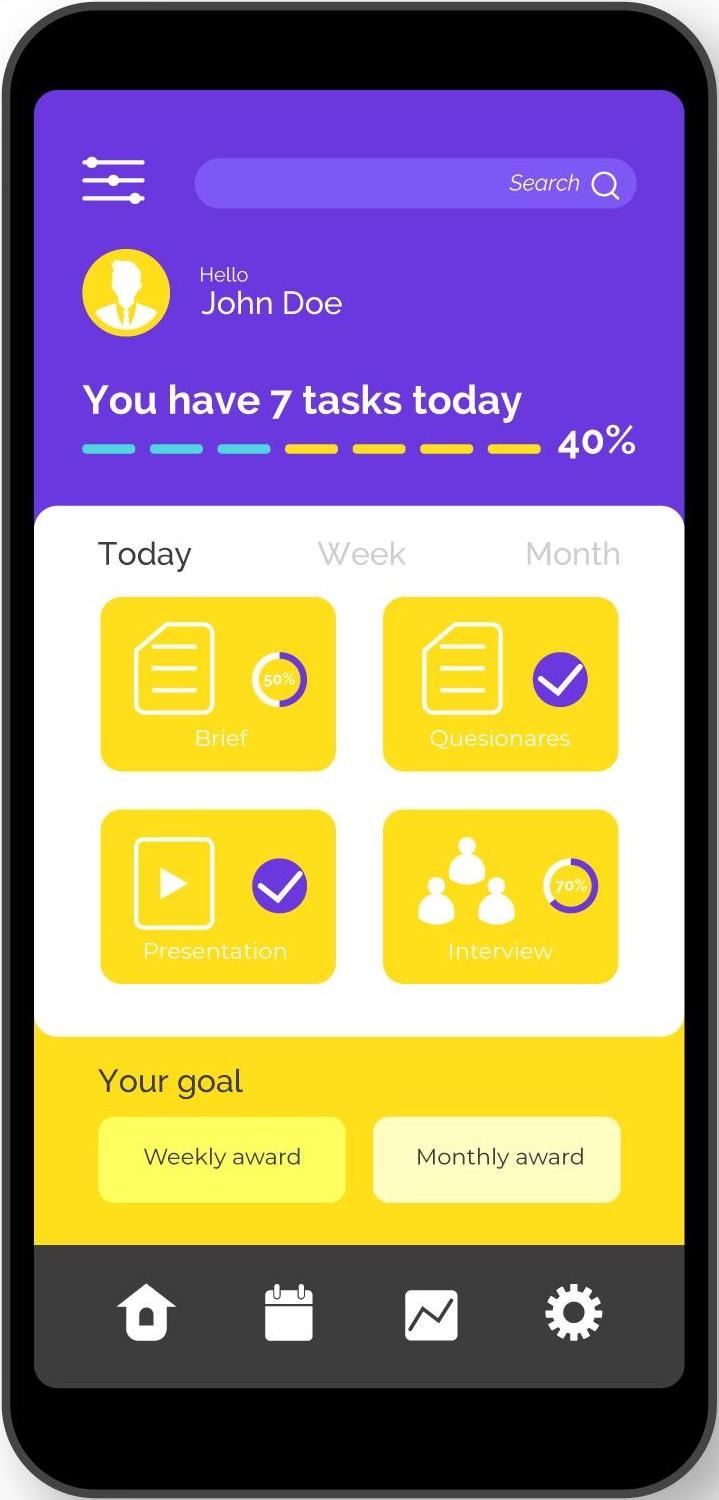 Search
Hello
John Doe
You have 7 tasks today
40%
Today Week Month
50%
Brief
Quesionares
Presentation
70%
Interview
Your goal
Weekly award Monthly award